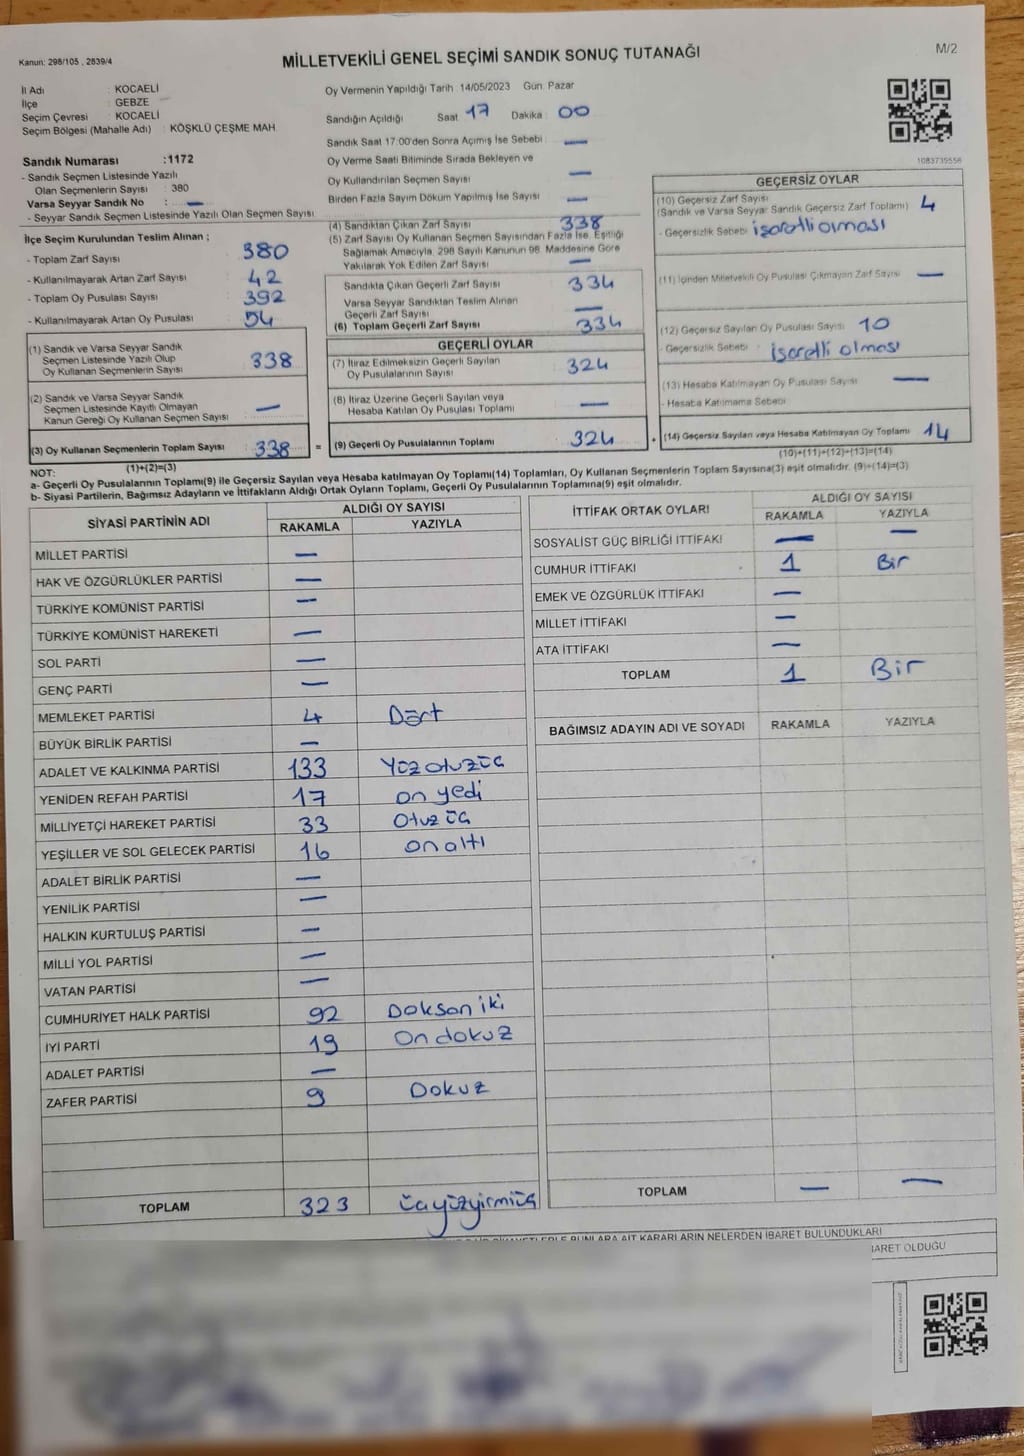 Kanun: 298/105 , 2839/4
MİLLETVEKİLİ GENEL SEÇİMİ SANDIK SONUÇ TUTANAĞI
M/2
İl Adı : KOCAELİ
İlçe : GEBZE
Seçim Çevresi : KOCAELİ
Seçim Bölgesi (Mahalle Adı) : KÖŞKLÜ ÇEŞME MAH.
Sandık Numarası :1172
- Sandık Seçmen Listesinde Yazılı
Olan Seçmenlerin Sayısı : 380
Varsa Seyyar Sandık No : —
- Seyyar Sandık Seçmen Listesinde Yazılı Olan Seçmen Sayısı
Oy Vermenin Yapıldığı Tarih 14/05/2023 Gün: Pazar
Sandığın Açıldığı Saat 17 Dakika : 00
Sandık Saat 17:00'den Sonra Açılmış İse Sebebi : —
Oy Verme Saati Bitiminde Sırada Bekleyen ve
Oy Kullandırılan Seçmen Sayısı —
Birden Fazla Sayım Döküm Yapılmış İse Sayısı —
1083739556
İlçe Seçim Kurulundan Teslim Alınan ;
- Toplam Zarf Sayısı 380
- Kullanılmayarak Artan Zarf Sayısı 42
- Toplam Oy Pusulası Sayısı 392
- Kullanılmayarak Artan Oy Pusulası 54
(1) Sandık ve Varsa Seyyar Sandık
Seçmen Listesinde Yazılı Olup
Oy Kullanan Seçmenlerin Sayısı 338
(2) Sandık ve Varsa Seyyar Sandık
Seçmen Listesinde Kayıtlı Olmayan
Kanun Gereği Oy Kullanan Seçmen Sayısı —
(3) Oy Kullanan Seçmenlerin Toplam Sayısı 338 =
(1)+(2)=(3)
(4) Sandıktan Çıkan Zarf Sayısı 338
(5) Zarf Sayısı Oy Kullanan Seçmen Sayısından Fazla İse, Eşitliği
Sağlamak Amacıyla, 298 Sayılı Kanunun 98. Maddesine Göre
Yakılarak Yok Edilen Zarf Sayısı —
Sandıkta Çıkan Geçerli Zarf Sayısı 334
Varsa Seyyar Sandıktan Teslim Alınan
Geçerli Zarf Sayısı —
(6) Toplam Geçerli Zarf Sayısı 334
GEÇERLİ OYLAR
(7) İtiraz Edilmeksizin Geçerli Sayılan
Oy Pusulalarının Sayısı 324
(8) İtiraz Üzerine Geçerli Sayılan veya
Hesaba Katılan Oy Pusulası Toplamı —
(9) Geçerli Oy Pusulalarının Toplamı 324 +
GEÇERSİZ OYLAR
(10) Geçersiz Zarf Sayısı 4
(Sandık ve Varsa Seyyar Sandık Geçersiz Zarf Toplamı)
- Geçersizlik Sebebi işaretli olması
(11) İçinden Milletvekili Oy Pusulası Çıkmayan Zarf Sayısı —
(12) Geçersiz Sayılan Oy Pusulası Sayısı 10
- Geçersizlik Sebebi : işaretli olması
(13) Hesaba Katılmayan Oy Pusulası Sayısı —
- Hesaba Katılmama Sebebi
(14) Geçersiz Sayılan veya Hesaba Katılmayan Oy Toplamı 14
(10)+(11)+(12)+(13)=(14)
NOT:
a- Geçerli Oy Pusulalarının Toplamı(9) ile Geçersiz Sayılan veya Hesaba katılmayan Oy Toplamı(14) Toplamları, Oy Kullanan Seçmenlerin Toplam Sayısına(3) eşit olmalıdır. (9)+(14)=(3)
b- Siyasi Partilerin, Bağımsız Adayların ve İttifakların Aldığı Ortak Oyların Toplamı, Geçerli Oy Pusulalarının Toplamına(9) eşit olmalıdır.
SİYASİ PARTİNİN ADI ALDIĞI OY SAYISI
RAKAMLA YAZIYLA
MİLLET PARTİSİ —
HAK VE ÖZGÜRLÜKLER PARTİSİ —
TÜRKİYE KOMÜNİST PARTİSİ —
TÜRKİYE KOMÜNİST HAREKETİ —
SOL PARTİ —
GENÇ PARTİ —
MEMLEKET PARTİSİ 4 Dört
BÜYÜK BİRLİK PARTİSİ —
ADALET VE KALKINMA PARTİSİ 133 Yüzotuzüç
YENİDEN REFAH PARTİSİ 17 on yedi
MİLLİYETÇİ HAREKET PARTİSİ 33 Otuz üç
YEŞİLLER VE SOL GELECEK PARTİSİ 16 on altı
ADALET BİRLİK PARTİSİ —
YENİLİK PARTİSİ —
HALKIN KURTULUŞ PARTİSİ —
MİLLİ YOL PARTİSİ —
VATAN PARTİSİ —
CUMHURİYET HALK PARTİSİ 92 Doksan iki
İYİ PARTİ 19 On dokuz
ADALET PARTİSİ —
ZAFER PARTİSİ 9 Dokuz
TOPLAM 323 üçyüzyirmiüç
İTTİFAK ORTAK OYLARI ALDIĞI OY SAYISI
RAKAMLA YAZIYLA
SOSYALİST GÜÇ BİRLİĞİ İTTİFAKI — —
CUMHUR İTTİFAKI 1 Bir
EMEK VE ÖZGÜRLÜK İTTİFAKI —
MİLLET İTTİFAKI —
ATA İTTİFAKI —
TOPLAM 1 Bir
BAĞIMSIZ ADAYIN ADI VE SOYADI RAKAMLA YAZIYLA
TOPLAM — —
BUNLARA AİT KARARLARIN NELERDEN İBARET BULUNDUKLARI
OLDUĞU